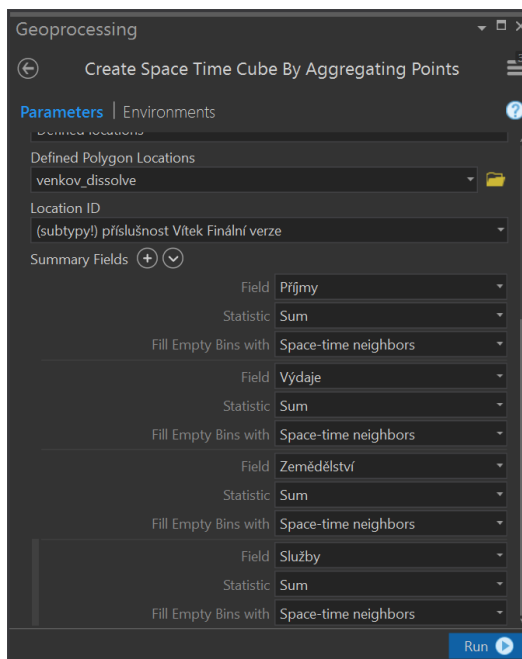 Geoprocessing
Create Space Time Cube By Aggregating Points
Parameters | Environments
?
Defined locations
Defined Polygon Locations
venkov_dissolve
Location ID
(subtypy!) příslušnost Vítek Finální verze
Summary Fields
Field Příjmy
Statistic Sum
Fill Empty Bins with Space-time neighbors
Field Výdaje
Statistic Sum
Fill Empty Bins with Space-time neighbors
Field Zemědělství
Statistic Sum
Fill Empty Bins with Space-time neighbors
Field Služby
Statistic Sum
Fill Empty Bins with Space-time neighbors
Run